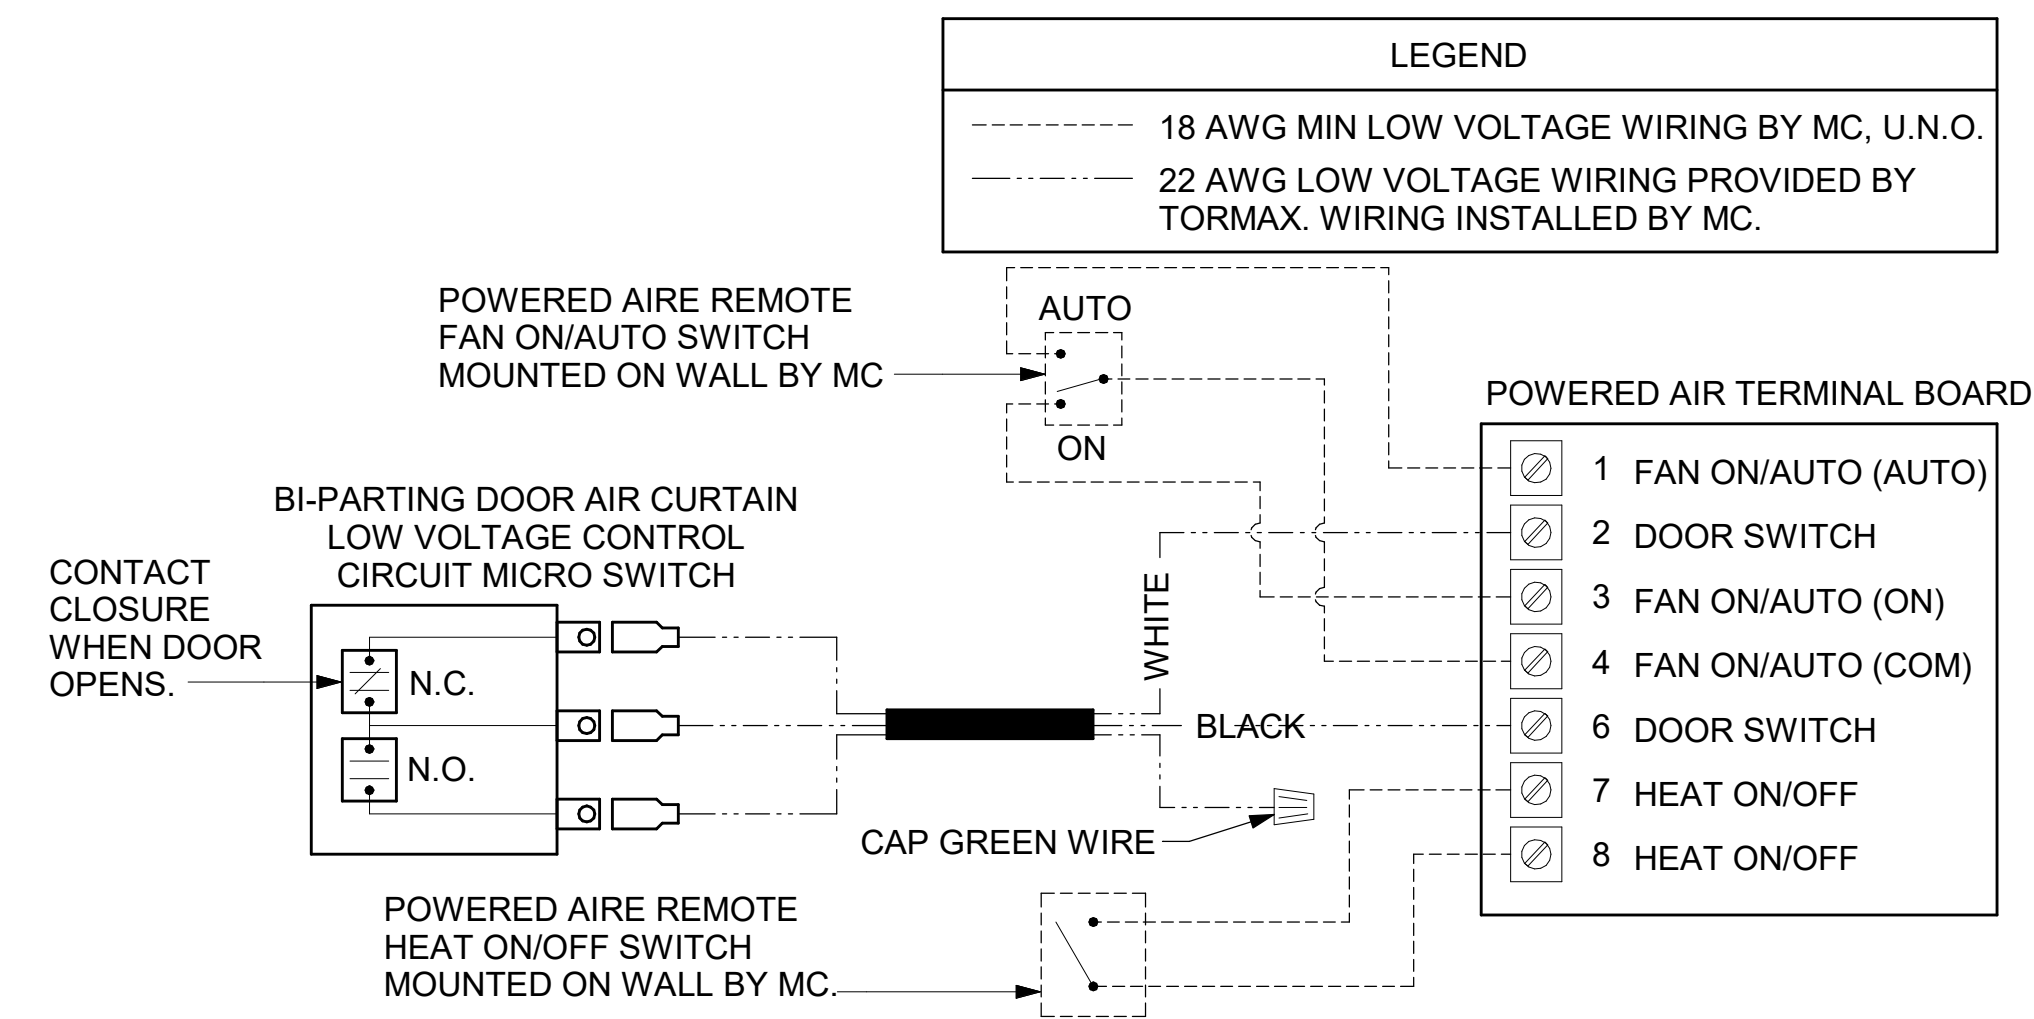 LEGEND
18 AWG MIN LOW VOLTAGE WIRING BY MC, U.N.O.
22 AWG LOW VOLTAGE WIRING PROVIDED BY
TORMAX. WIRING INSTALLED BY MC.
POWERED AIRE REMOTE
FAN ON/AUTO SWITCH
MOUNTED ON WALL BY MC
AUTO
ON
POWERED AIR TERMINAL BOARD
1 FAN ON/AUTO (AUTO)
2 DOOR SWITCH
3 FAN ON/AUTO (ON)
4 FAN ON/AUTO (COM)
6 DOOR SWITCH
7 HEAT ON/OFF
8 HEAT ON/OFF
BI-PARTING DOOR AIR CURTAIN
LOW VOLTAGE CONTROL
CIRCUIT MICRO SWITCH
CONTACT
CLOSURE
WHEN DOOR
OPENS.
N.C.
N.O.
WHITE
BLACK
CAP GREEN WIRE
POWERED AIRE REMOTE
HEAT ON/OFF SWITCH
MOUNTED ON WALL BY MC.